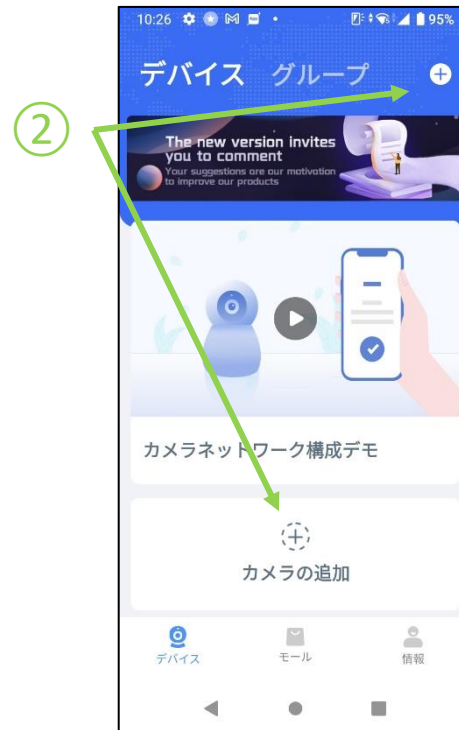 10:26
95%
デバイス グループ
②
The new version invites
you to comment
Your suggestions are our motivation
to improve our products
カメラネットワーク構成デモ
カメラの追加
デバイス モール 情報